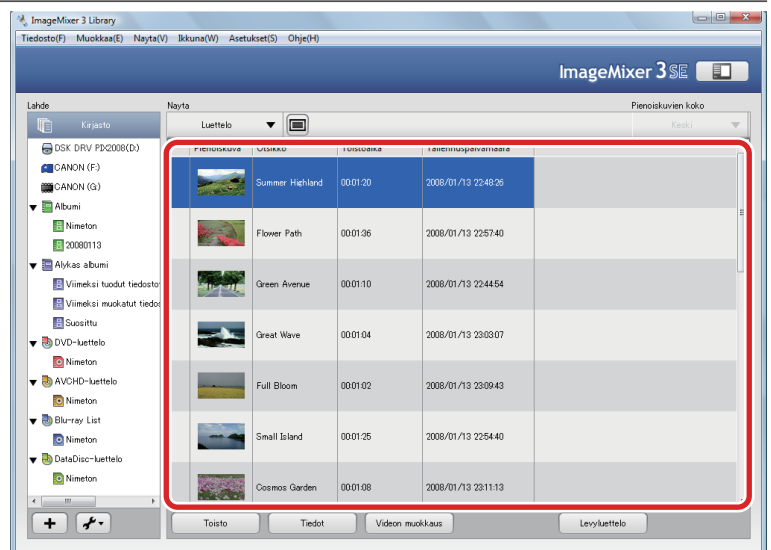 ImageMixer 3 Library
Tiedosto(F) Muokkaa(E) Nayta(V) Ikkuna(W) Asetukset(S) Ohje(H)
ImageMixer 3 SE
Lahde
Nayta
Pienoiskuvien koko
Kirjasto
Luettelo
Keski
DSK DRV PD2008(D:)
CANON (F:)
CANON (G:)
Albumi
Nimeton
20080113
Alykas albumi
Viimeksi tuodut tiedosto
Viimeksi muokatut tiedos
Suosittu
DVD-luettelo
Nimeton
AVCHD-luettelo
Nimeton
Blu-ray List
Nimeton
DataDisc-luettelo
Nimeton
Pienoiskuva Otsikko Toistoaika Tallennuspaivamaara
Summer Highland 00:01:20 2008/01/13 22:48:26
Flower Path 00:01:36 2008/01/13 22:57:40
Green Avenue 00:01:10 2008/01/13 22:44:54
Great Wave 00:01:04 2008/01/13 23:03:07
Full Bloom 00:01:02 2008/01/13 23:09:43
Small Island 00:01:25 2008/01/13 22:54:40
Cosmos Garden 00:01:08 2008/01/13 23:11:13
Toisto
Tiedot
Videon muokkaus
Levyluettelo